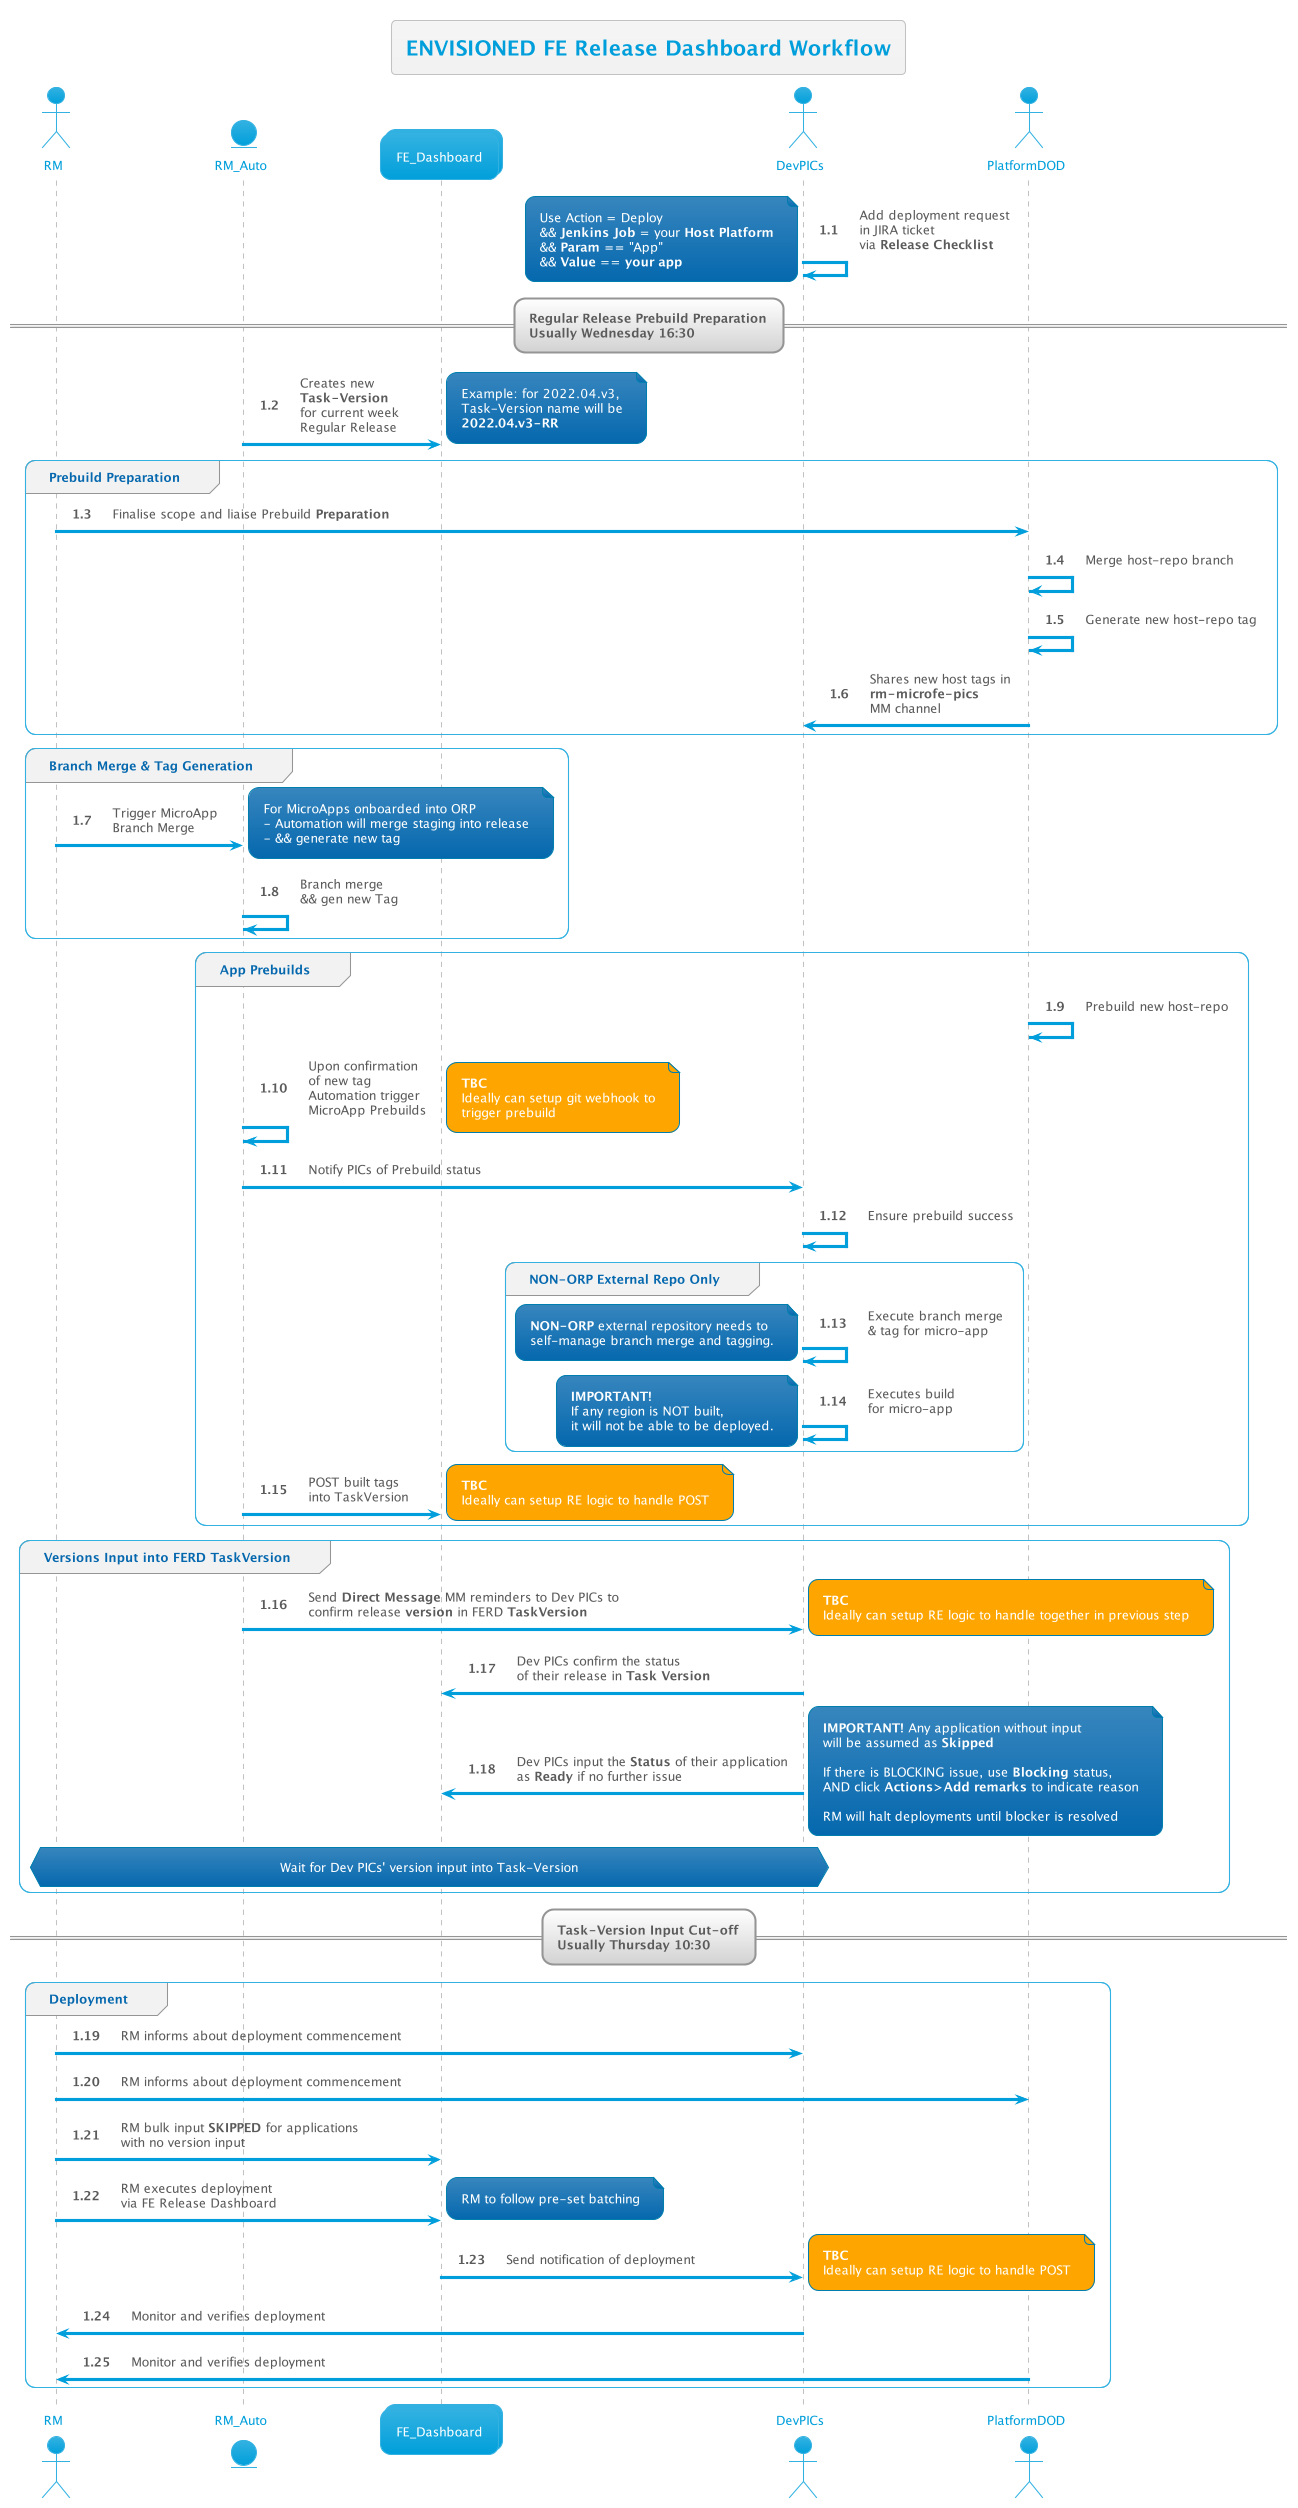 ENVISIONED FE Release Dashboard Workflow
RM
RM_Auto
FE_Dashboard
DevPICs
PlatformDOD
Use Action = Deploy
&& Jenkins Job = your Host Platform
&& Param == "App"
&& Value == your app
1.1
Add deployment request
in JIRA ticket
via Release Checklist
Regular Release Prebuild Preparation
Usually Wednesday 16:30
1.2
Creates new
Task-Version
for current week
Regular Release
Example: for 2022.04.v3,
Task-Version name will be
2022.04.v3-RR
Prebuild Preparation
1.3 Finalise scope and liaise Prebuild Preparation
1.4 Merge host-repo branch
1.5 Generate new host-repo tag
1.6
Shares new host tags in
rm-microfe-pics
MM channel
Branch Merge & Tag Generation
1.7
Trigger MicroApp
Branch Merge
For MicroApps onboarded into ORP
- Automation will merge staging into release
- && generate new tag
1.8
Branch merge
&& gen new Tag
App Prebuilds
1.9 Prebuild new host-repo
1.10
Upon confirmation
of new tag
Automation trigger
MicroApp Prebuilds
TBC
Ideally can setup git webhook to
trigger prebuild
1.11 Notify PICs of Prebuild status
1.12 Ensure prebuild success
NON-ORP External Repo Only
NON-ORP external repository needs to
self-manage branch merge and tagging.
1.13
Execute branch merge
& tag for micro-app
IMPORTANT!
If any region is NOT built,
it will not be able to be deployed.
1.14
Executes build
for micro-app
1.15
POST built tags
into TaskVersion
TBC
Ideally can setup RE logic to handle POST
Versions Input into FERD TaskVersion
1.16
Send Direct Message MM reminders to Dev PICs to
confirm release version in FERD TaskVersion
TBC
Ideally can setup RE logic to handle together in previous step
1.17
Dev PICs confirm the status
of their release in Task Version
1.18
Dev PICs input the Status of their application
as Ready if no further issue
IMPORTANT! Any application without input
will be assumed as Skipped
If there is BLOCKING issue, use Blocking status,
AND click Actions>Add remarks to indicate reason
RM will halt deployments until blocker is resolved
Wait for Dev PICs' version input into Task-Version
Task-Version Input Cut-off
Usually Thursday 10:30
Deployment
1.19 RM informs about deployment commencement
1.20 RM informs about deployment commencement
1.21
RM bulk input SKIPPED for applications
with no version input
1.22
RM executes deployment
via FE Release Dashboard
RM to follow pre-set batching
1.23 Send notification of deployment
TBC
Ideally can setup RE logic to handle POST
1.24 Monitor and verifies deployment
1.25 Monitor and verifies deployment
RM
RM_Auto
FE_Dashboard
DevPICs
PlatformDOD